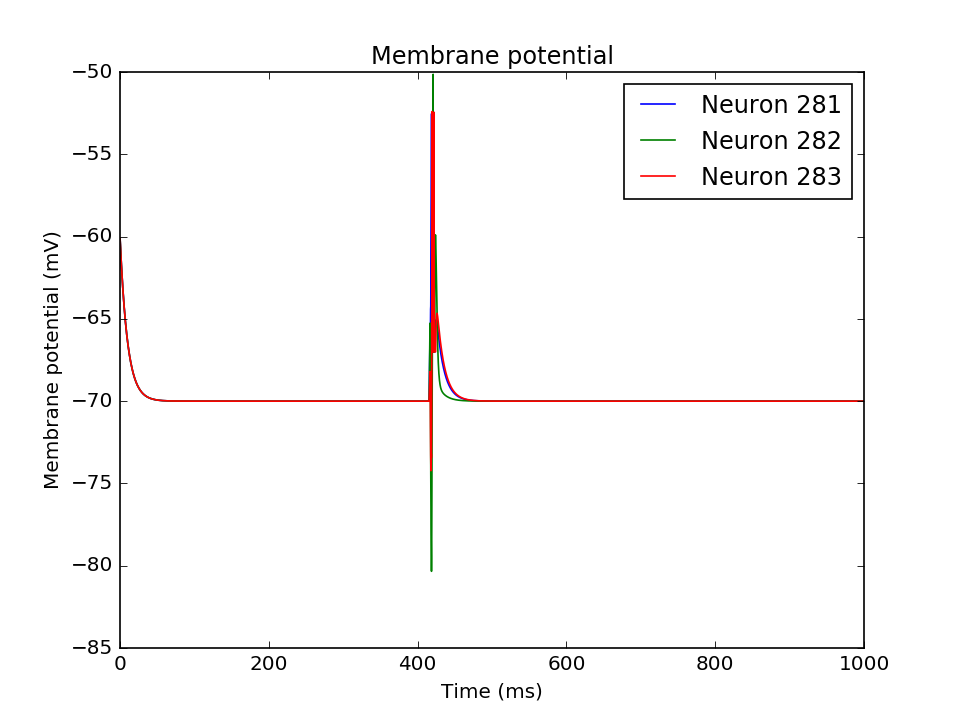 Membrane potential
−50
−55
−60
−65
−70
−75
−80
−85
Membrane potential (mV)
Neuron 281
Neuron 282
Neuron 283
0 200 400 600 800 1000
Time (ms)